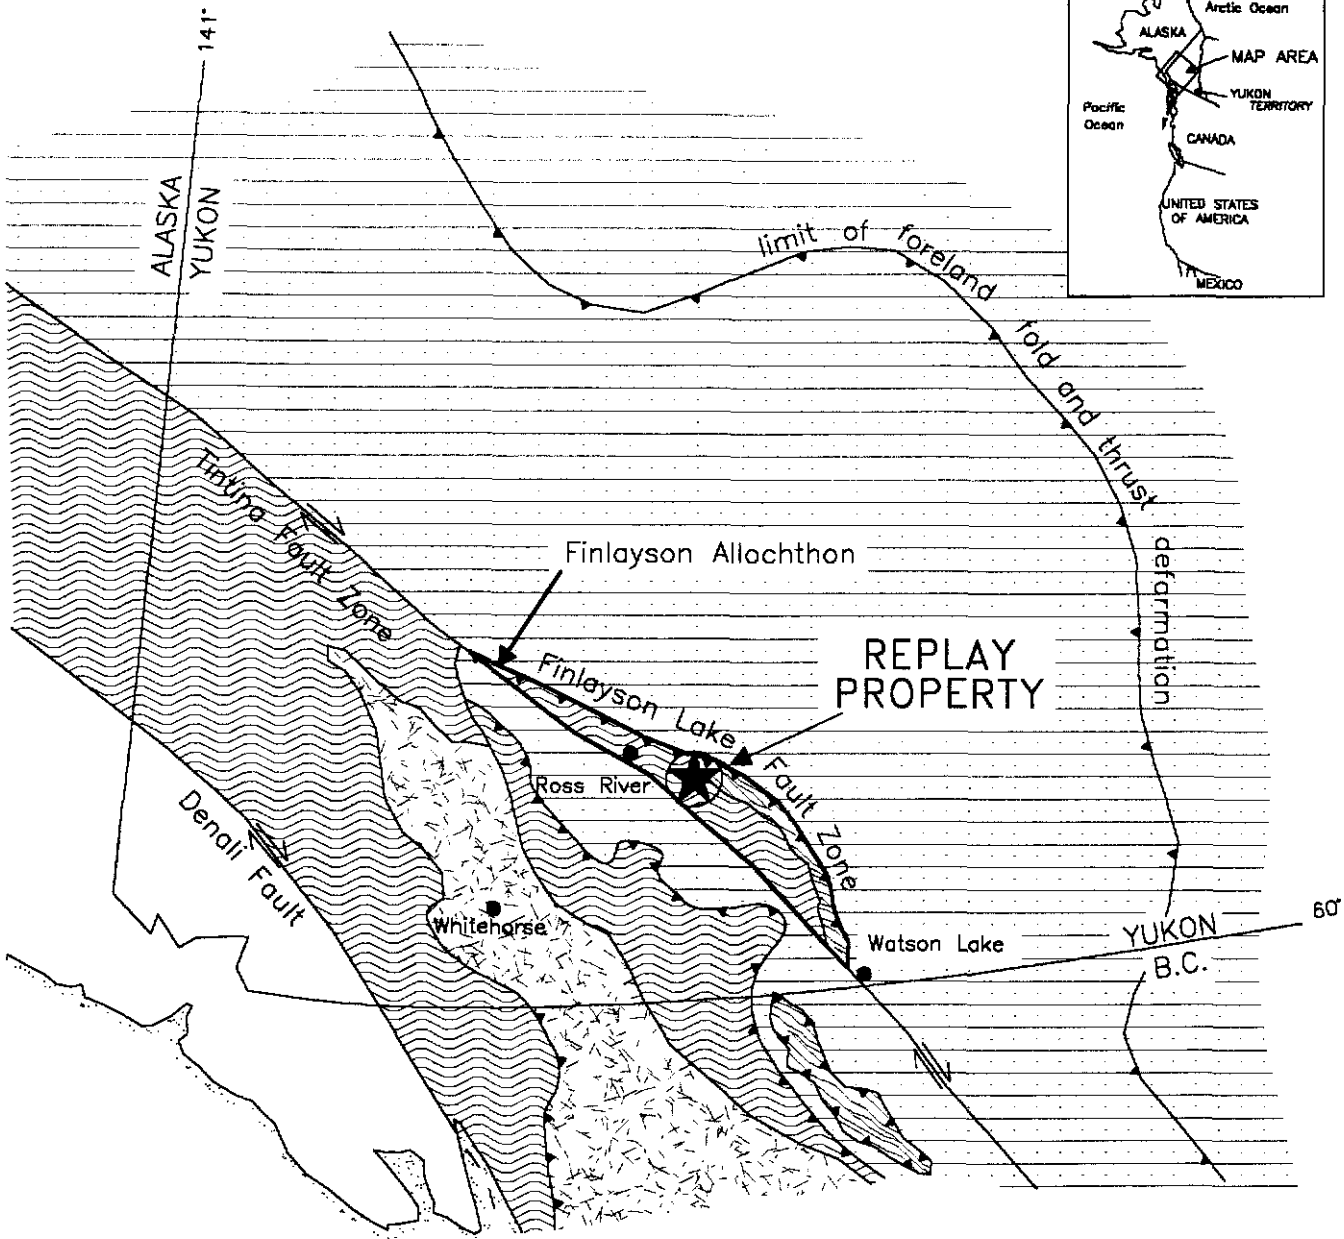 141°
Arctic Ocean
ALASKA
MAP AREA
YUKON
TERRITORY
Pacific
Ocean
CANADA
UNITED STATES
OF AMERICA
MEXICO
ALASKA
YUKON
limit of foreland fold and thrust deformation
Tintina Fault Zone
Finlayson Allochthon
REPLAY
PROPERTY
Finlayson Lake Fault Zone
Ross River
Denali Fault
Whitehorse
Watson Lake
YUKON
B.C.
60°